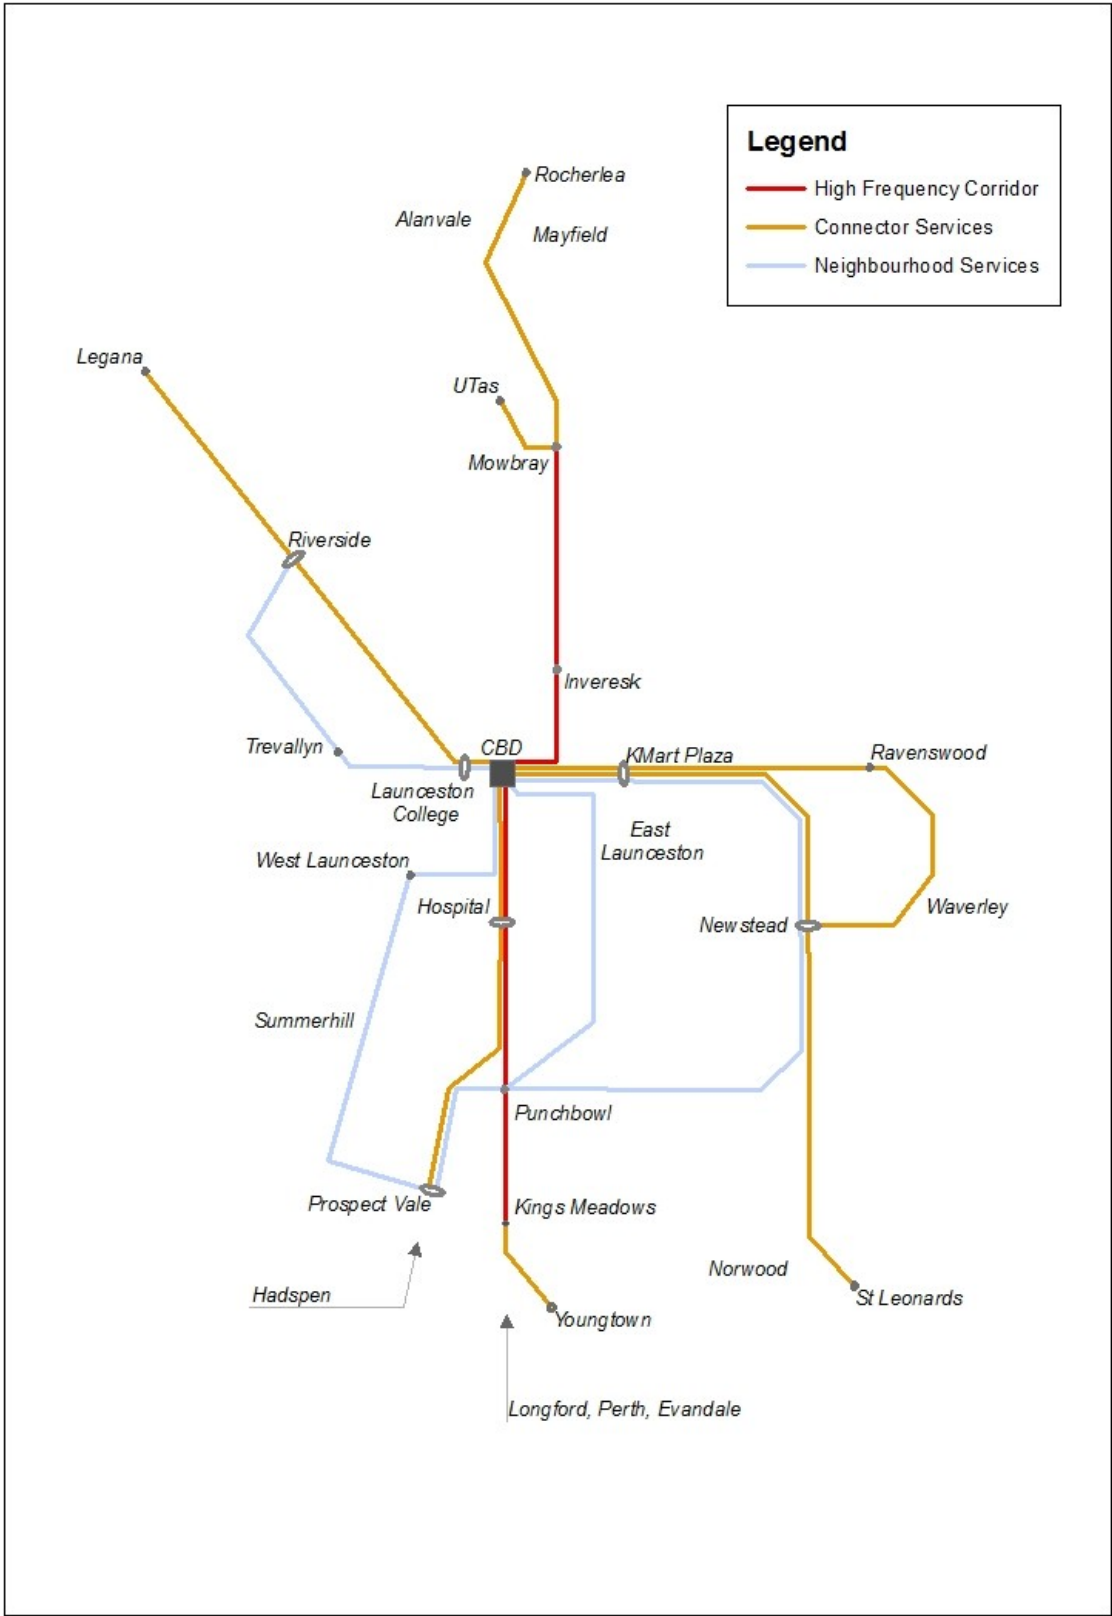 Legend
High Frequency Corridor
Connector Services
Neighbourhood Services
Rocherlea
Alanvale
Mayfield
Legana
UTas
Mowbray
Riverside
Inveresk
Trevallyn
CBD
KMart Plaza
Ravenswood
Launceston
College
East
Launceston
West Launceston
Hospital
Newstead
Waverley
Summerhill
Punchbowl
Prospect Vale
Kings Meadows
Norwood
Hadspen
St Leonards
Youngtown
Longford, Perth, Evandale